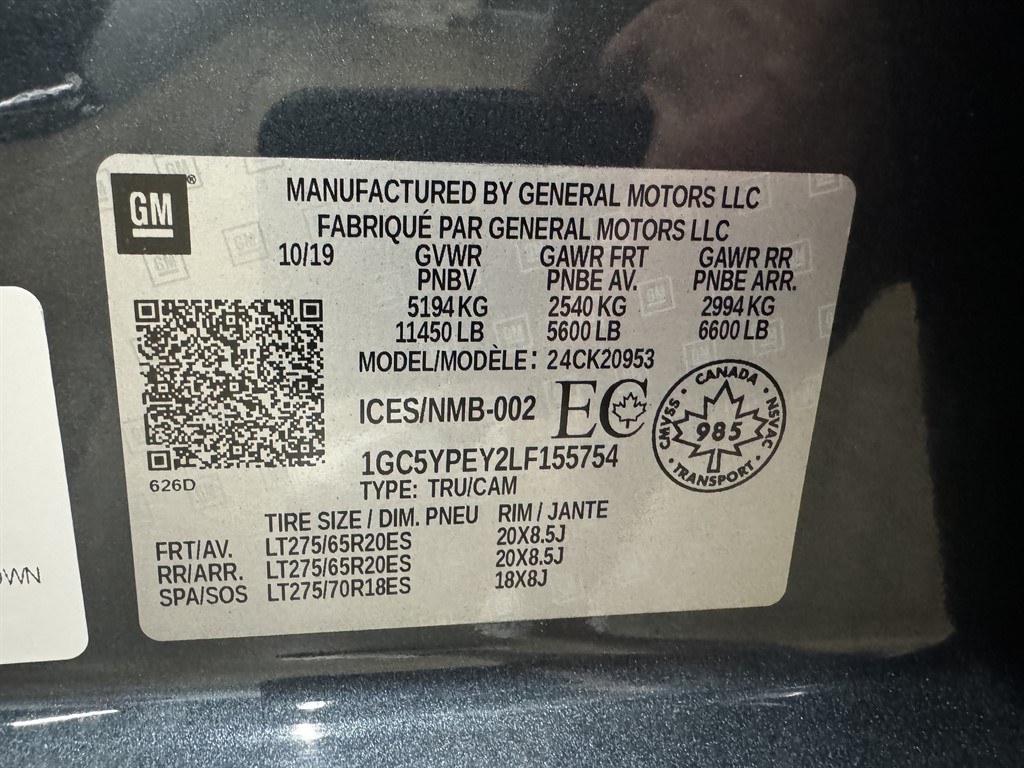 GM
MANUFACTURED BY GENERAL MOTORS LLC
FABRIQUÉ PAR GENERAL MOTORS LLC
10/19 GVWR GAWR FRT GAWR RR
PNBV PNBE AV. PNBE ARR.
5194 KG 2540 KG 2994 KG
11450 LB 5600 LB 6600 LB
MODEL/MODÈLE: 24CK20953
ICES/NMB-002 EC
CANADA
CMVSS 985 NSVAC
TRANSPORT
1GC5YPEY2LF155754
626D
TYPE: TRU/CAM
TIRE SIZE / DIM. PNEU RIM / JANTE
FRT/AV. LT275/65R20ES 20X8.5J
RR/ARR. LT275/65R20ES 20X8.5J
SPA/SOS LT275/70R18ES 18X8J